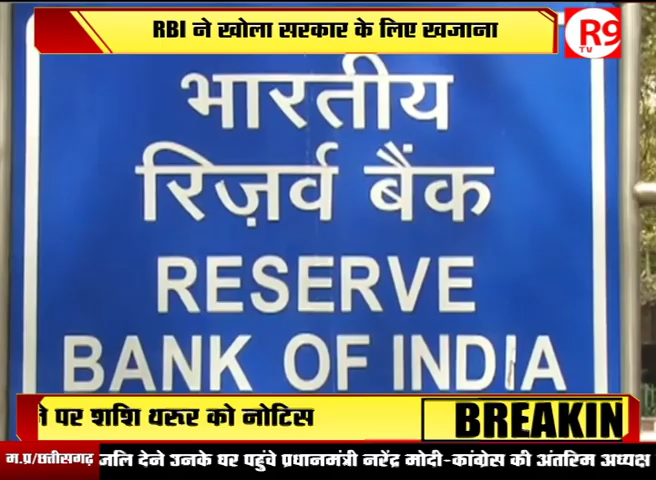 RBI ने खोला सरकार के लिए खजाना
R9
TV
भारतीय
रिज़र्व बैंक
RESERVE
BANK OF INDIA
पर शशि थरूर को नोटिस
BREAKIN
म.प्र/छत्तीसगढ़
जलि देने उनके घर पहुंचे प्रधानमंत्री नरेंद्र मोदी-कांग्रेस की अंतरिम अध्यक्ष